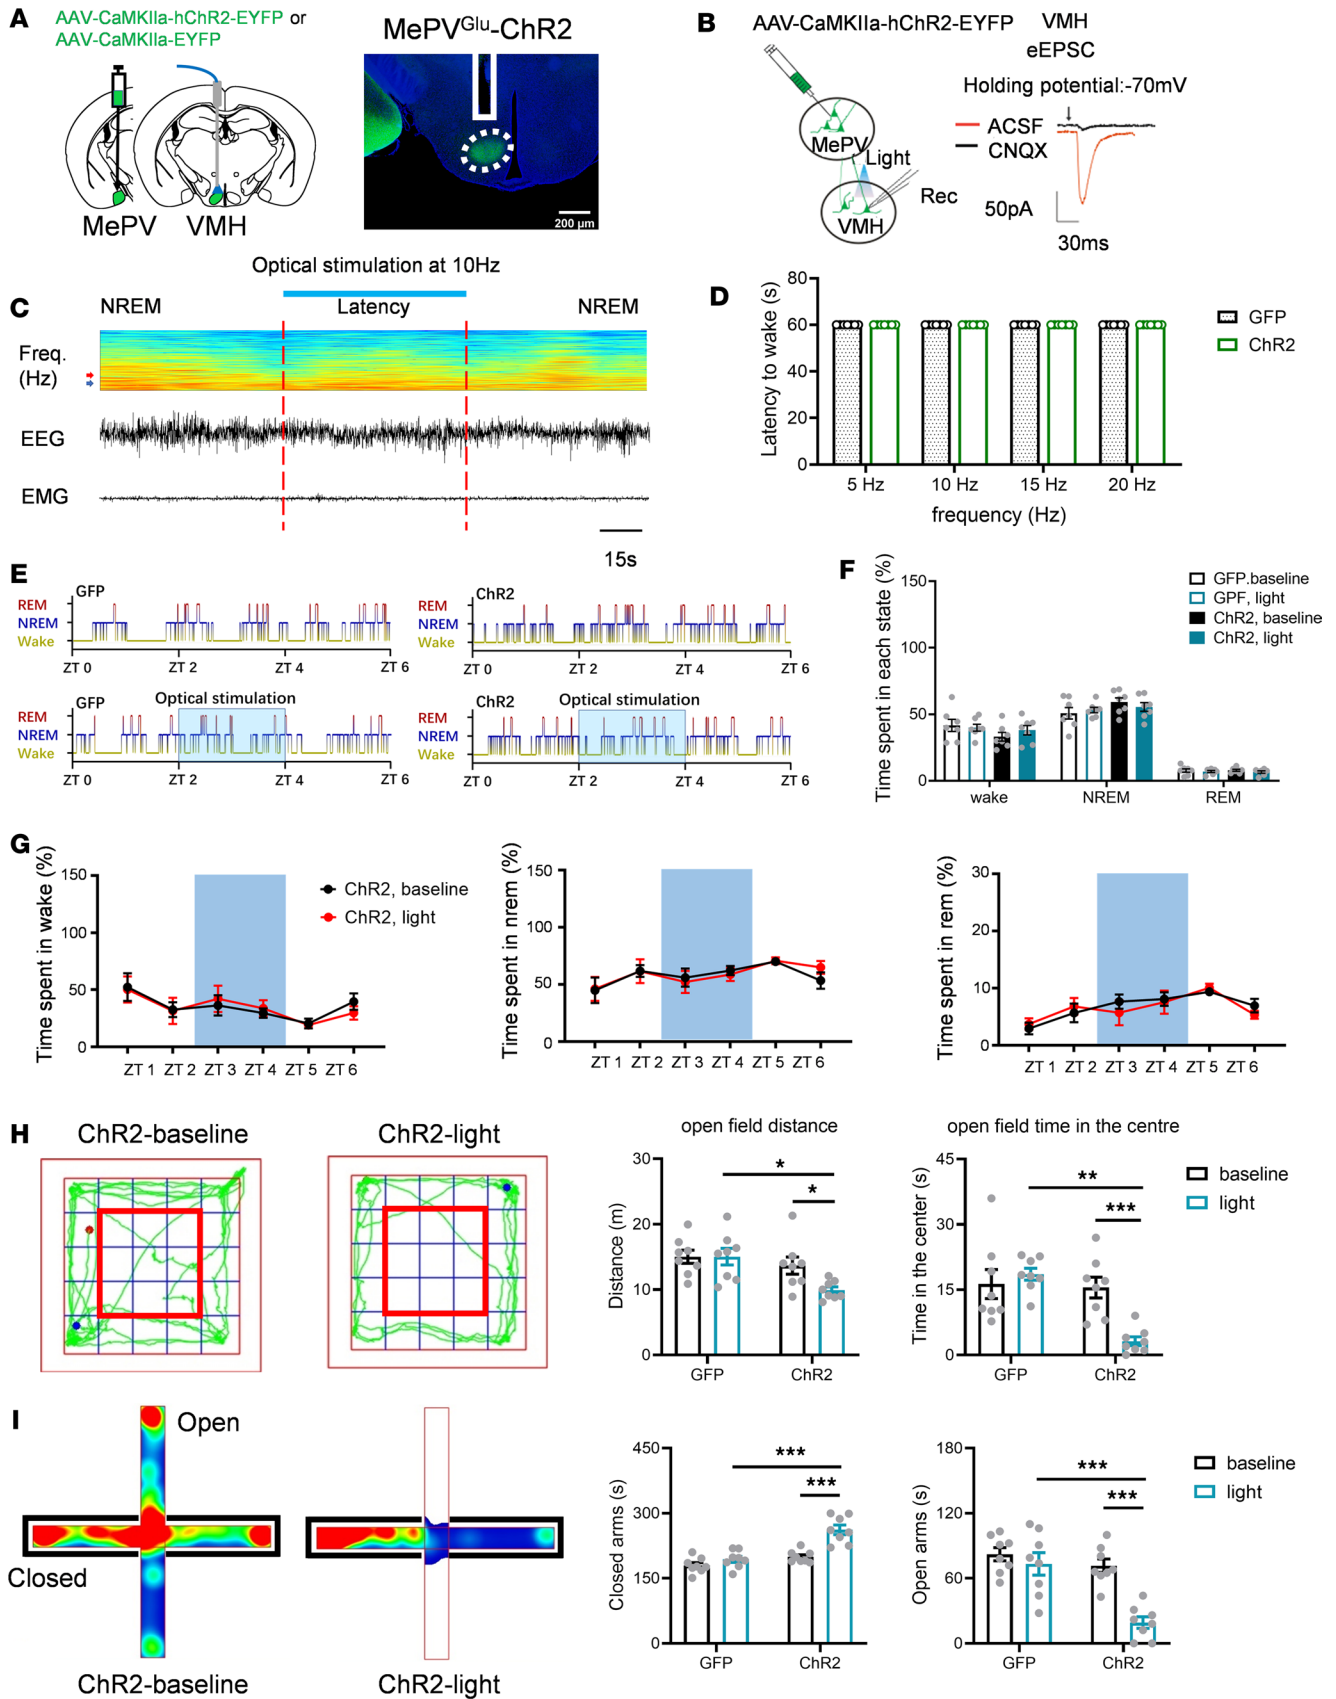 A
AAV-CaMKIIa-hChR2-EYFP or
AAV-CaMKIIa-EYFP
MePV
VMH
MePVGlu-ChR2
200 µm
B
AAV-CaMKIIa-hChR2-EYFP
VMH
eEPSC
Holding potential:-70mV
ACSF
CNQX
MePV
Light
Rec
VMH
50pA
30ms
Optical stimulation at 10Hz
C
NREM
Latency
NREM
Freq.
(Hz)
EEG
EMG
15s
D
Latency to wake (s)
80
60
40
20
0
5 Hz
10 Hz
15 Hz
20 Hz
frequency (Hz)
GFP
ChR2
E
GFP
REM
NREM
Wake
ZT 0
ZT 2
ZT 4
ZT 6
ChR2
REM
NREM
Wake
ZT 0
ZT 2
ZT 4
ZT 6
GFP
Optical stimulation
REM
NREM
Wake
ZT 0
ZT 2
ZT 4
ZT 6
ChR2
Optical stimulation
REM
NREM
Wake
ZT 0
ZT 2
ZT 4
ZT 6
F
Time spent in each state (%)
150
100
50
0
wake
NREM
REM
GFP.baseline
GPF, light
ChR2, baseline
ChR2, light
G
Time spent in wake (%)
150
100
50
0
ZT 1
ZT 2
ZT 3
ZT 4
ZT 5
ZT 6
ChR2, baseline
ChR2, light
Time spent in nrem (%)
150
100
50
0
ZT 1
ZT 2
ZT 3
ZT 4
ZT 5
ZT 6
Time spent in rem (%)
30
20
10
0
ZT 1
ZT 2
ZT 3
ZT 4
ZT 5
ZT 6
H
ChR2-baseline
ChR2-light
open field distance
Distance (m)
30
20
10
0
*
*
GFP
ChR2
open field time in the centre
Time in the center (s)
45
30
15
0
**
***
GFP
ChR2
baseline
light
I
Open
Closed
ChR2-baseline
ChR2-light
Closed arms (s)
450
300
150
0
***
***
GFP
ChR2
Open arms (s)
180
120
60
0
***
***
GFP
ChR2
baseline
light